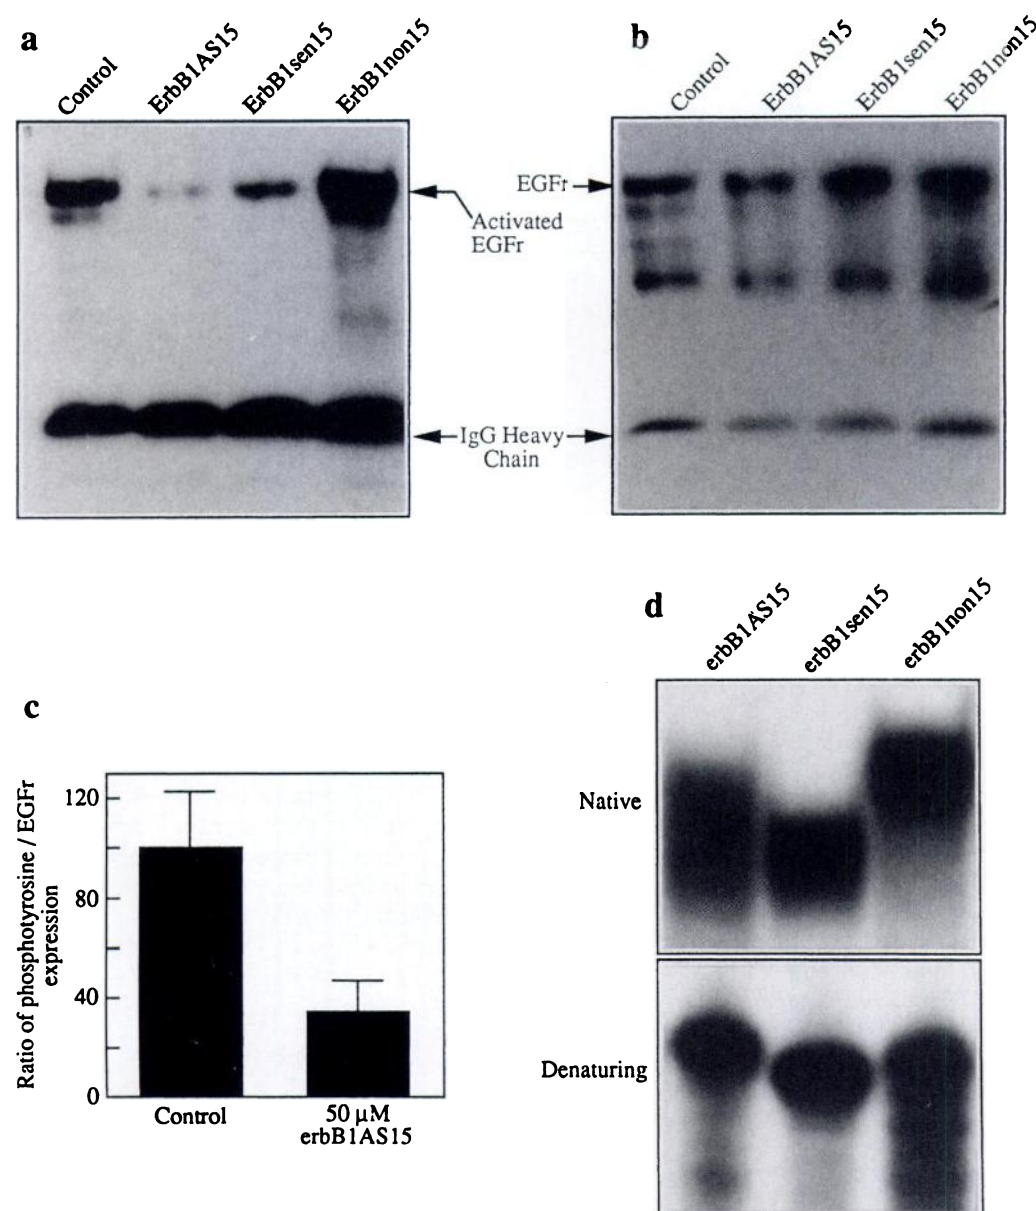 a
Control
ErbB1AS15
ErbB1sen15
ErbB1non15
Activated
EGFr
b
Control
ErbB1AS15
ErbB1sen15
ErbB1non15
EGFr
IgG Heavy
Chain
c
Ratio of phosphotyrosine / EGFr
expression
120
80
40
0
Control
50 µM
erbB1AS15
d
erbB1AS15
erbB1sen15
erbB1non15
Native
Denaturing